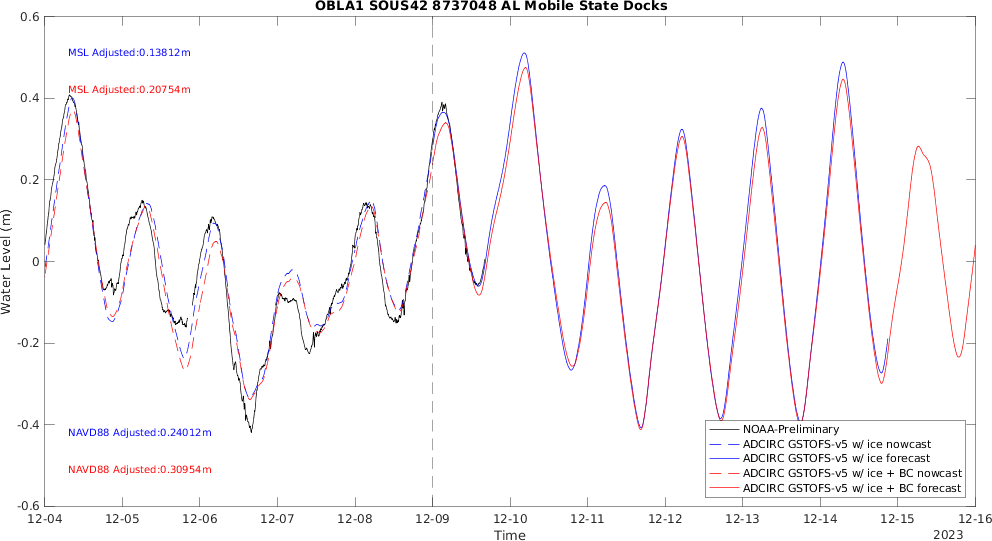 OBLA1 SOUS42 8737048 AL Mobile State Docks
0.6
MSL Adjusted:0.13812m
MSL Adjusted:0.20754m
0.4
0.2
0
-0.2
-0.4
-0.6
Water Level (m)
NAVD88 Adjusted:0.24012m
NAVD88 Adjusted:0.30954m
NOAA-Preliminary
ADCIRC GSTOFS-v5 w/ ice nowcast
ADCIRC GSTOFS-v5 w/ ice forecast
ADCIRC GSTOFS-v5 w/ ice + BC nowcast
ADCIRC GSTOFS-v5 w/ ice + BC forecast
12-04 12-05 12-06 12-07 12-08 12-09 12-10 12-11 12-12 12-13 12-14 12-15 12-16
Time
2023